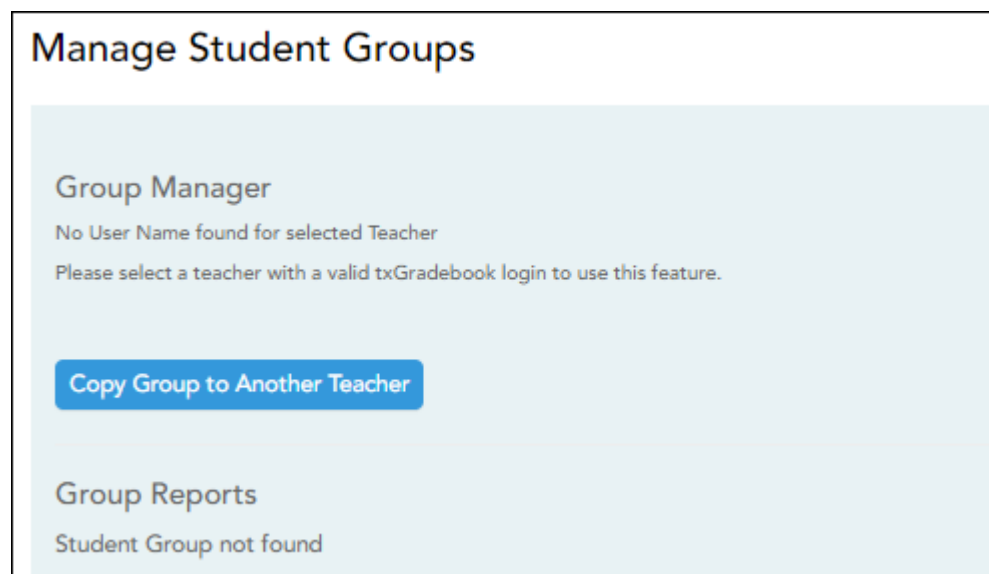 Manage Student Groups
Group Manager
No User Name found for selected Teacher
Please select a teacher with a valid txGradebook login to use this feature.
Copy Group to Another Teacher
Group Reports
Student Group not found